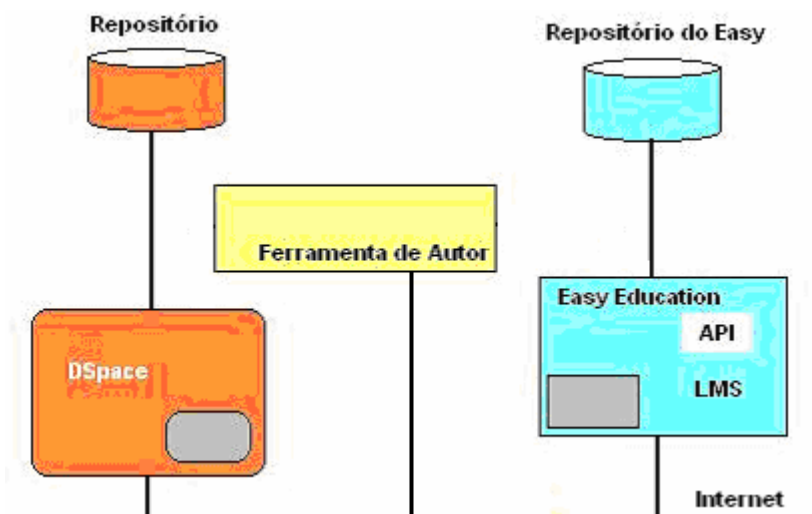 Repositório
Repositório do Easy
Ferramenta de Autor
Easy Education
API
DSpace
LMS
Internet